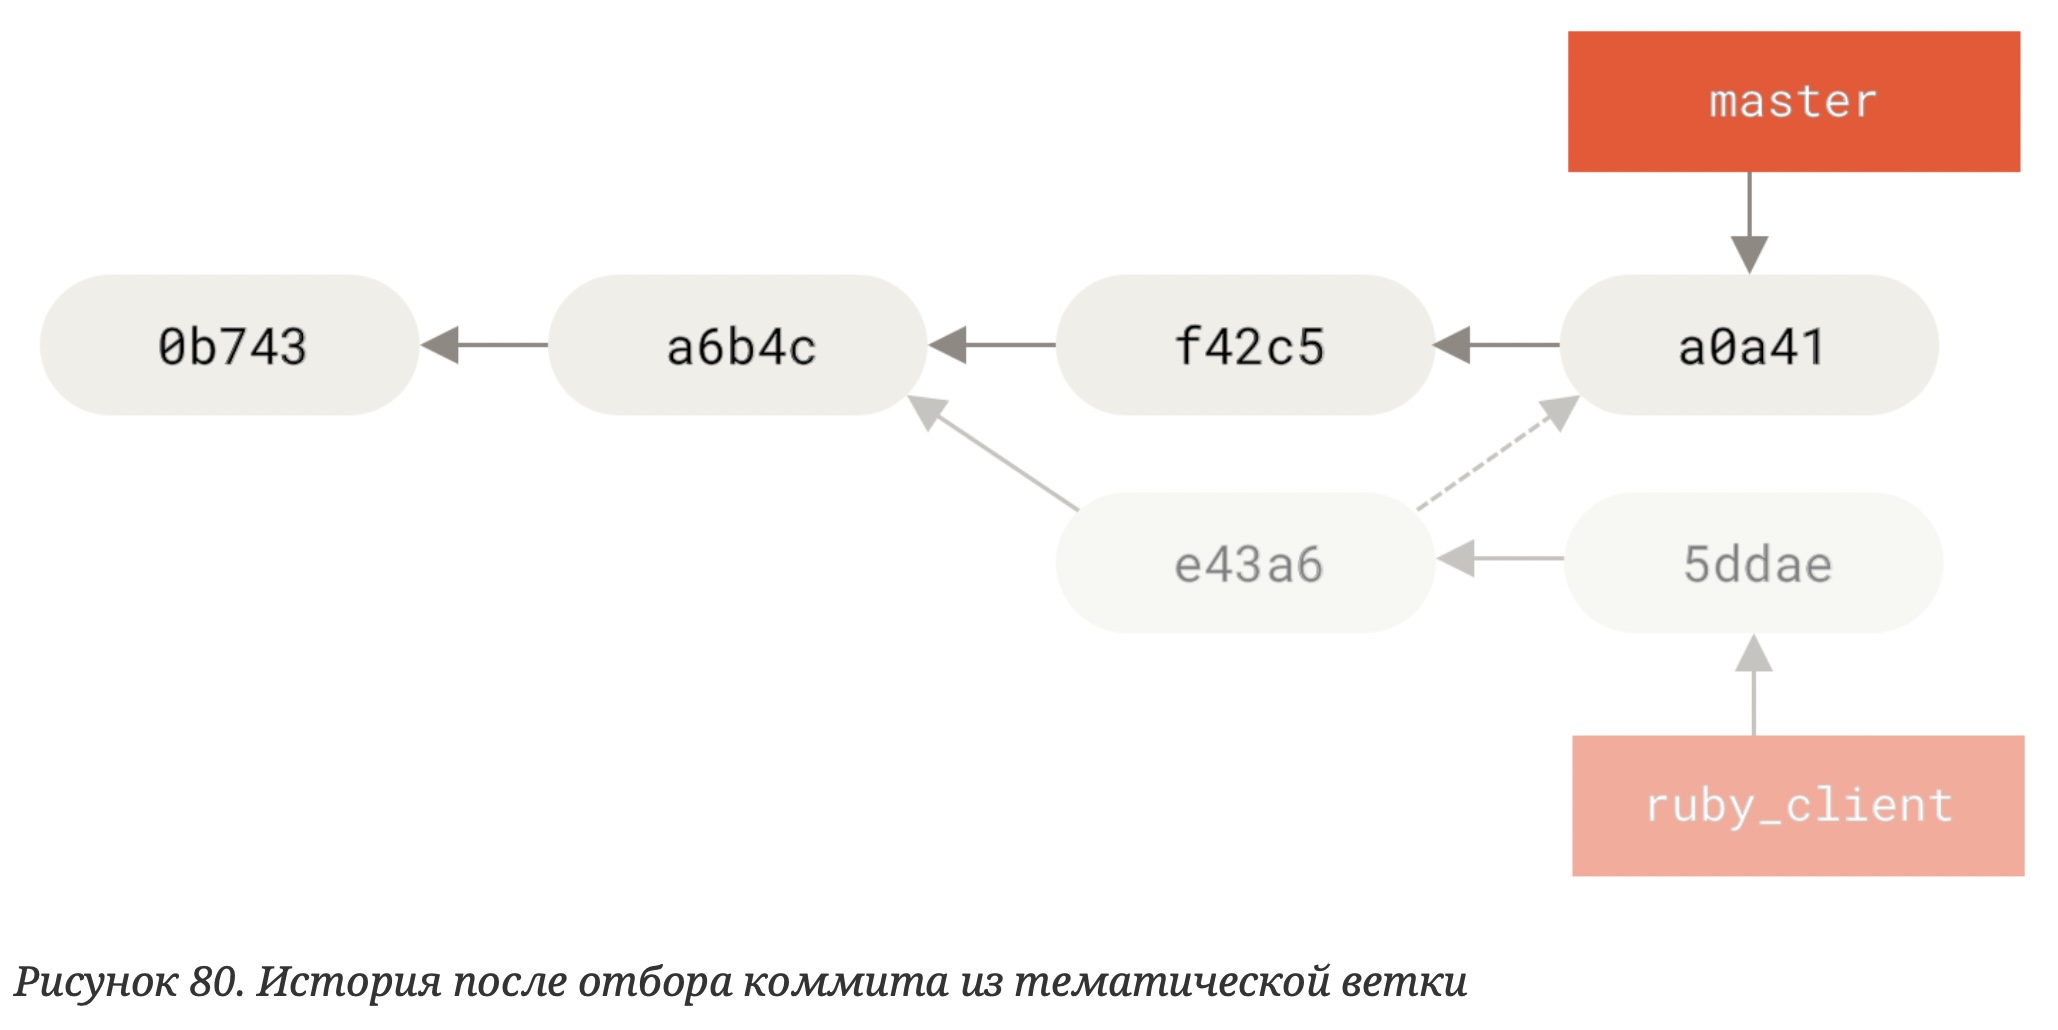 master
0b743
a6b4c
f42c5
a0a41
e43a6
5ddae
ruby_client
Рисунок 80. История после отбора коммита из тематической ветки